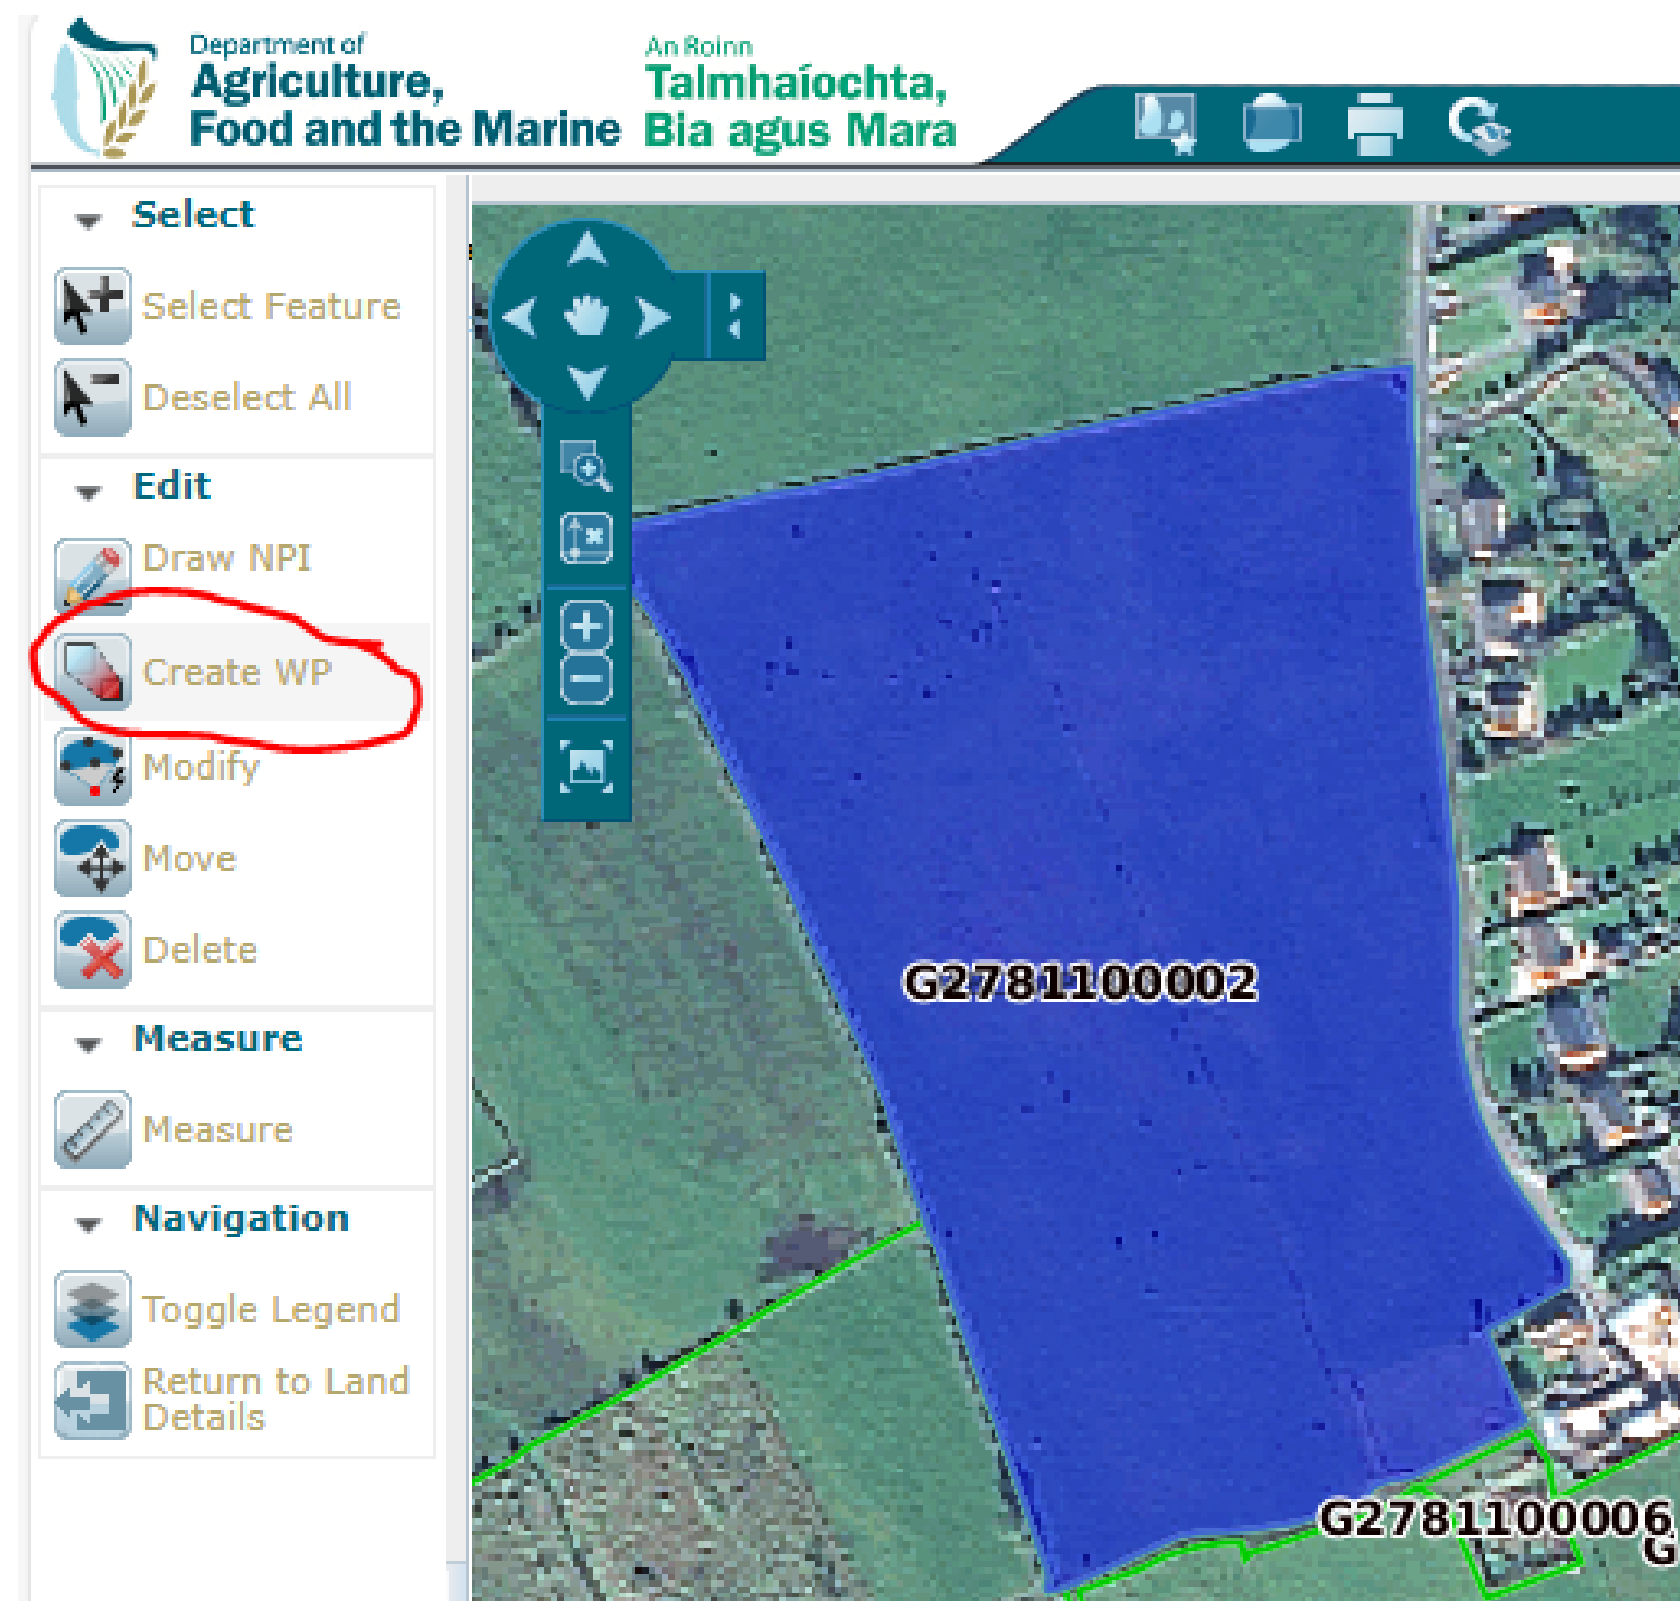 Department of
Agriculture,
Food and the Marine
An Roinn
Talmhaíochta,
Bia agus Mara
Select
Select Feature
Deselect All
Edit
Draw NPI
Create WP
Modify
Move
Delete
Measure
Measure
Navigation
Toggle Legend
Return to Land
Details
G2781100002
G2781100006
G